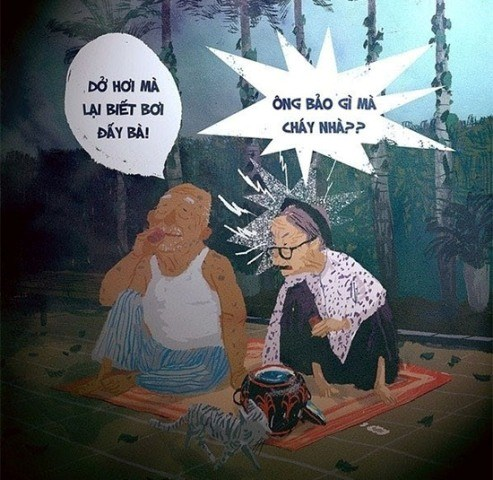 DỞ HƠI MÀ
LẠI BIẾT BƠI
ĐẤY BÀ!
ÔNG BẢO GÌ MÀ
CHÁY NHÀ??